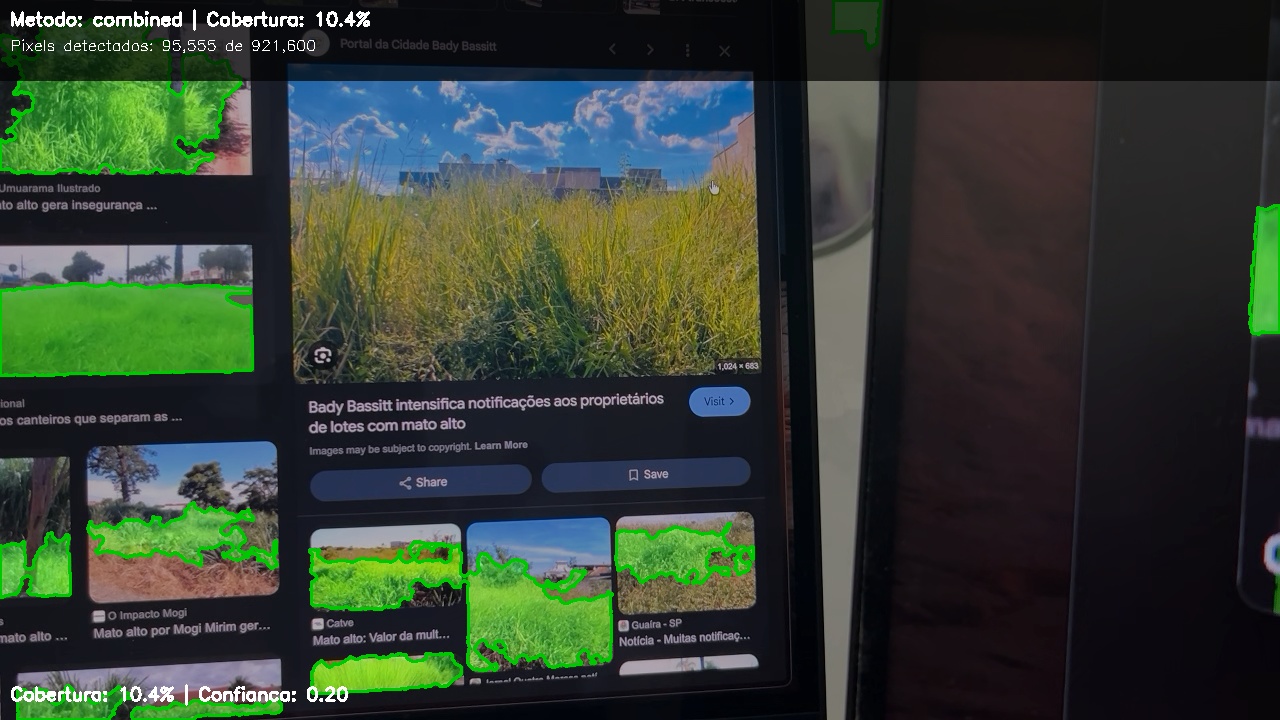 Metodo: combined | Cobertura: 10.4%
Pixels detectados: 95,555 de 921,600
Portal da Cidade Bady Bassitt
Umuarama Ilustrado
to alto gera insegurança ...
1,024 × 683
ional
os canteiros que separam as ...
Bady Bassitt intensifica notificações aos proprietários
de lotes com mato alto
Visit
Images may be subject to copyright. Learn More
Share
Save
O Impacto Mogi
mato alto ...
Mato alto por Mogi Mirim ger...
Catve
Mato alto: Valor da mult...
Guaíra - SP
Notícia - Muitas notificaç...
Cobertura: 10.4% | Confianca: 0.20